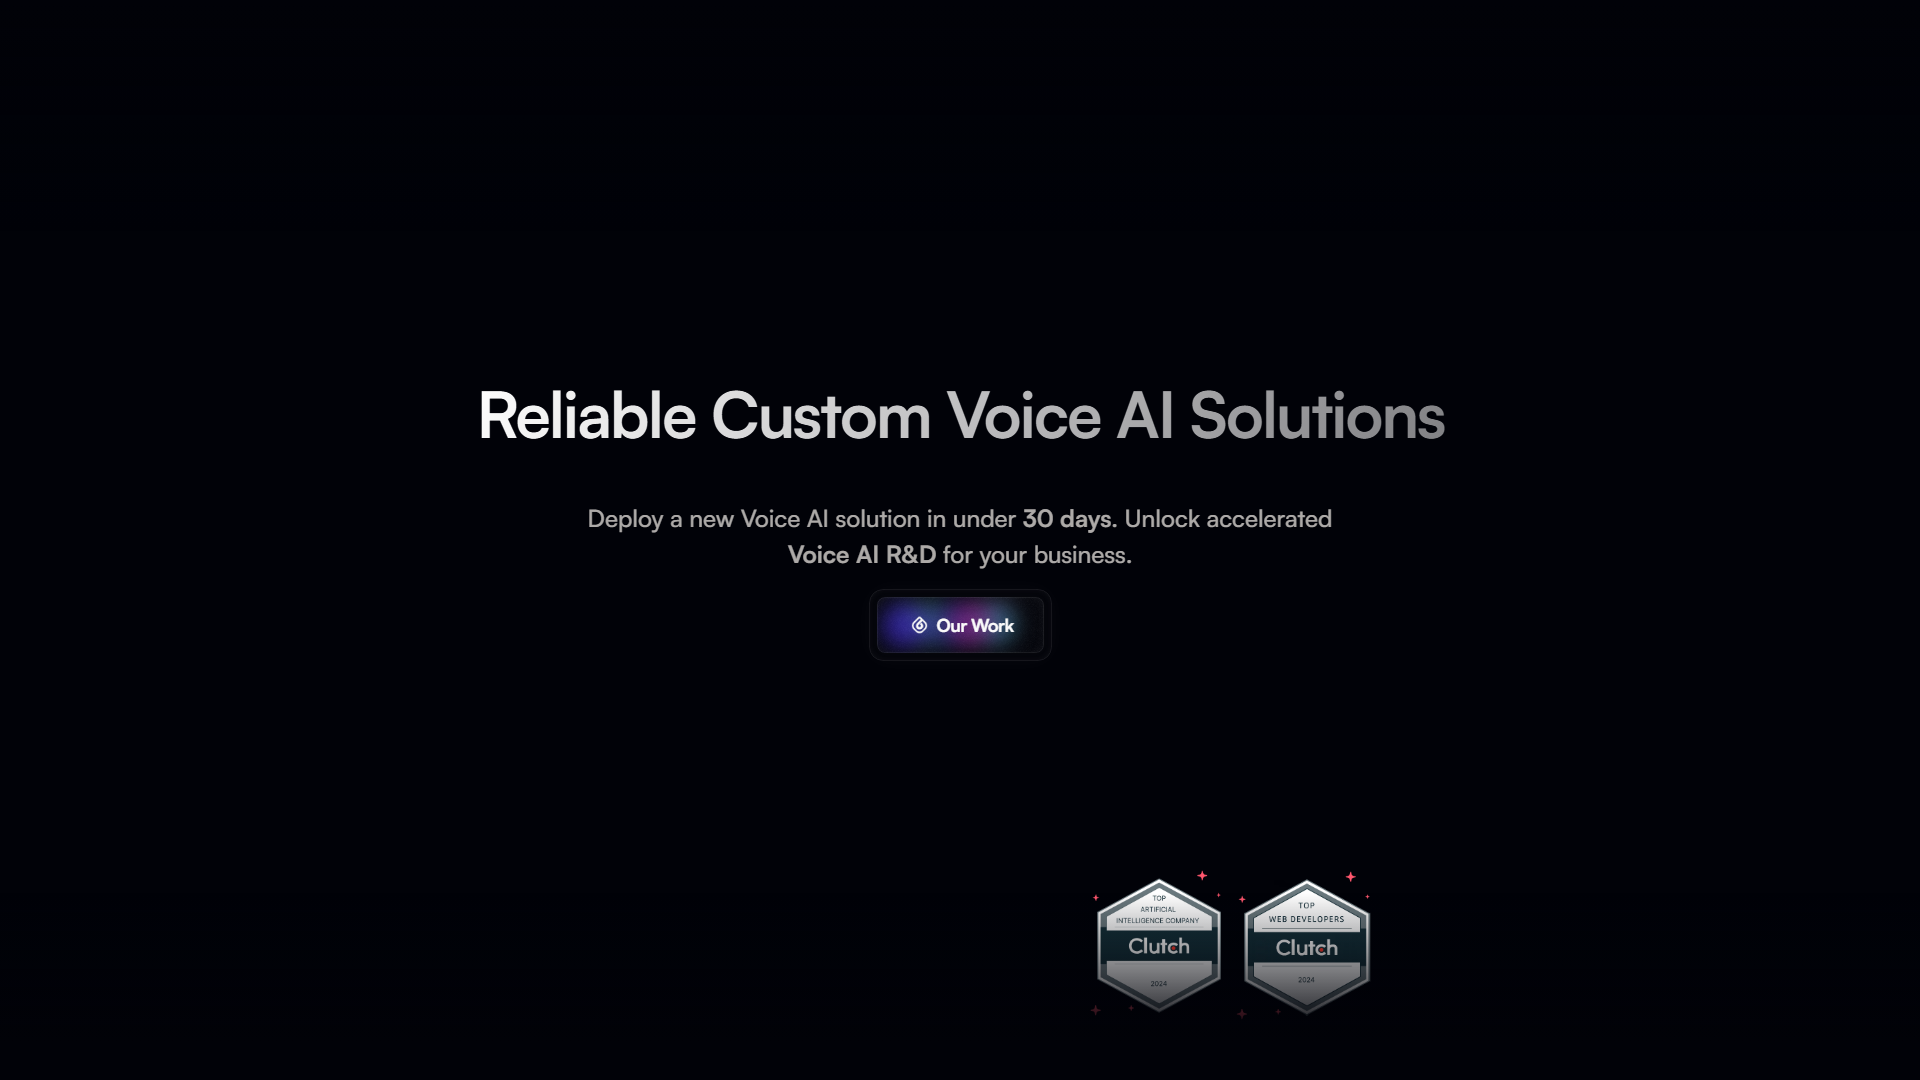 Reliable Custom Voice AI Solutions
Deploy a new Voice AI solution in under 30 days. Unlock accelerated
Voice AI R&D for your business.
Our Work
TOP
ARTIFICIAL
INTELLIGENCE COMPANY
Clutch
2024
TOP
WEB DEVELOPERS
Clutch
2024